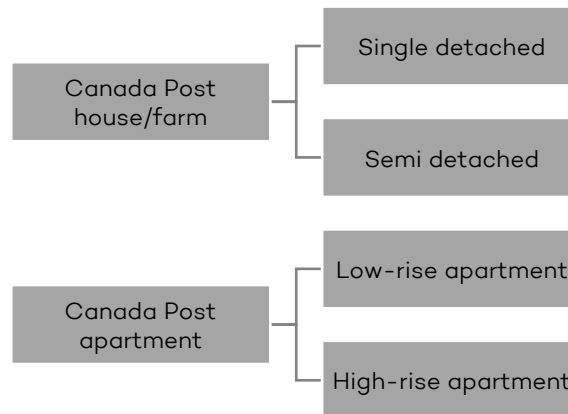 Canada Post
house/farm
Single detached
Semi detached
Canada Post
apartment
Low-rise apartment
High-rise apartment